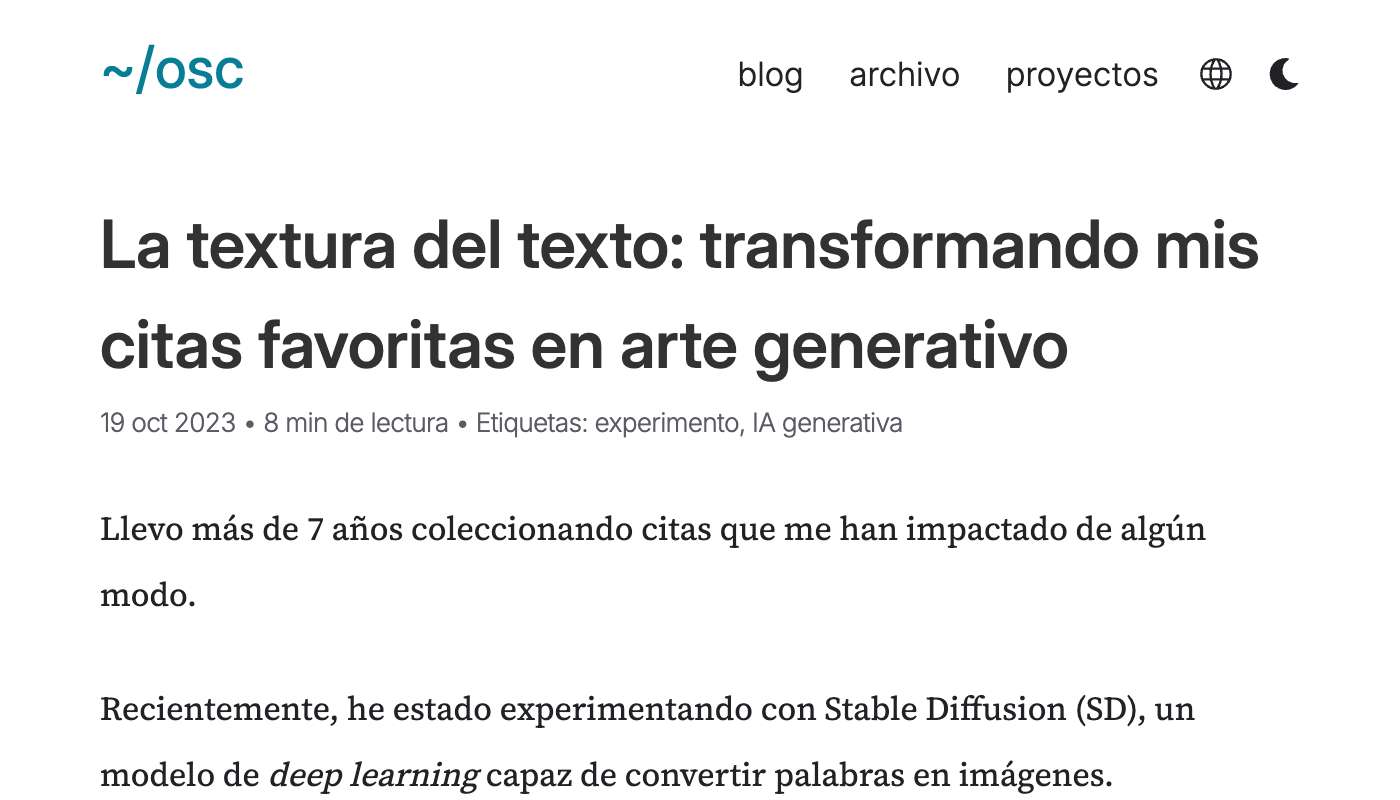 ~/osc
blog archivo proyectos
La textura del texto: transformando mis
citas favoritas en arte generativo
19 oct 2023 • 8 min de lectura • Etiquetas: experimento, IA generativa
Llevo más de 7 años coleccionando citas que me han impactado de algún
modo.
Recientemente, he estado experimentando con Stable Diffusion (SD), un
modelo de deep learning capaz de convertir palabras en imágenes.